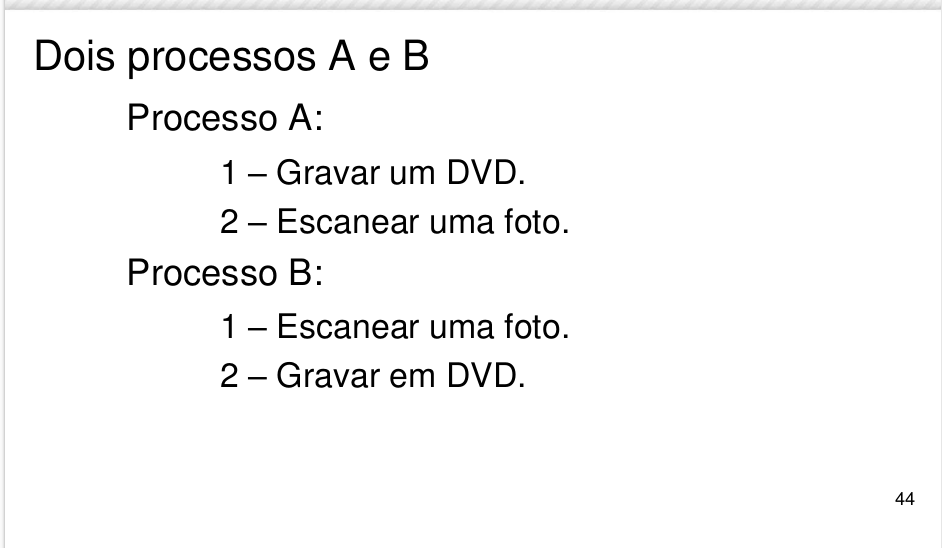 Dois processos A e B
Processo A:
1 – Gravar um DVD.
2 – Escanear uma foto.
Processo B:
1 – Escanear uma foto.
2 – Gravar em DVD.
44